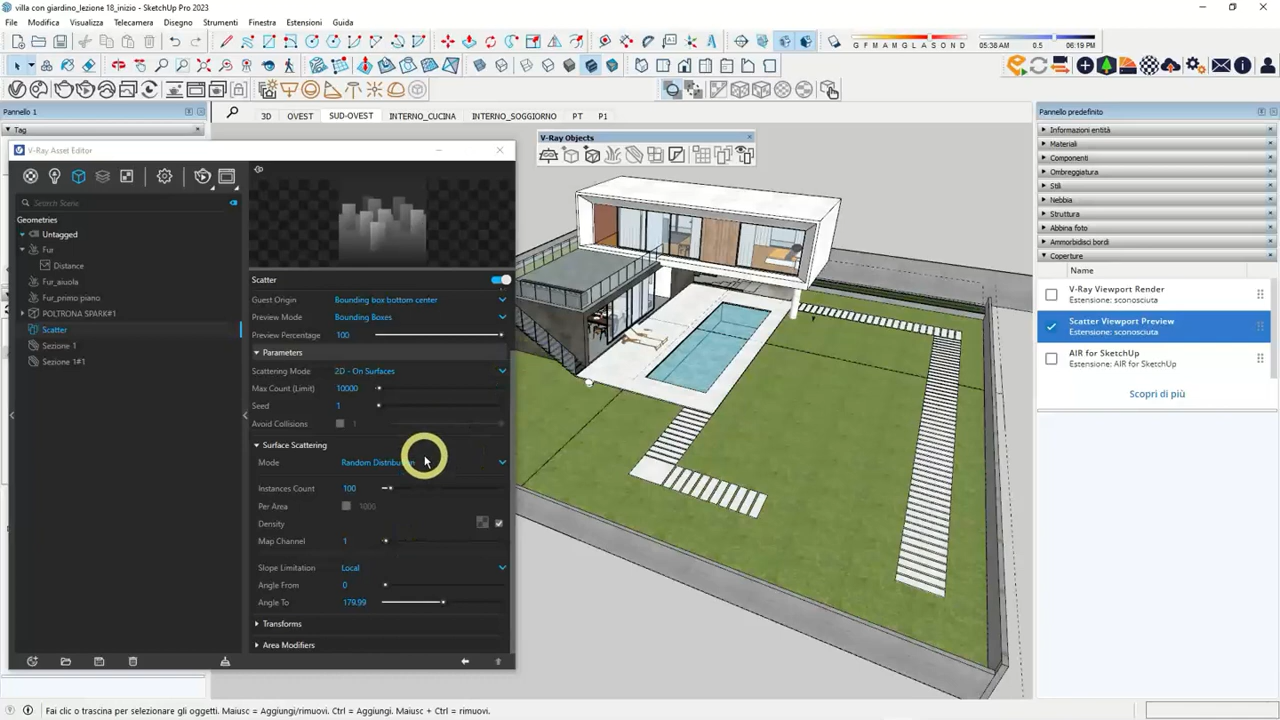 villa con giardino_lezione 18_inizio - SketchUp Pro 2023
File Modifica Visualizza Telecamera Disegno Strumenti Finestra Estensioni Guida
G F M A M G L A S O N D
05:38 AM 0.5 06:19 PM
Pannello 1
Tag
3D OVEST SUD-OVEST INTERNO_CUCINA INTERNO_SOGGIORNO PT P1
V-Ray Objects
V-Ray Asset Editor
Search Scene
Geometries
Untagged
Fur
Distance
Fur_aiuola
Fur_primo piano
POLTRONA SPARK#1
Scatter
Sezione 1
Sezione 1#1
Scatter
Guest Origin Bounding box bottom center
Preview Mode Bounding Boxes
Preview Percentage 100
Parameters
Scattering Mode 2D - On Surfaces
Max Count (Limit) 10000
Seed 1
Avoid Collisions 1
Surface Scattering
Mode Random Distribution
Instances Count 100
Per Area 1000
Density
Map Channel 1
Slope Limitation Local
Angle From 0
Angle To 179.99
Transforms
Area Modifiers
Pannello predefinito
Informazioni entità
Materiali
Componenti
Ombreggiatura
Stili
Nebbia
Struttura
Abbina foto
Ammorbidisci bordi
Coperture
Name
V-Ray Viewport Render
Estensione: sconosciuta
Scatter Viewport Preview
Estensione: sconosciuta
AIR for SketchUp
Estensione: AIR for SketchUp
Scopri di più
Fai clic o trascina per selezionare gli oggetti. Maiusc = Aggiungi/rimuovi. Ctrl = Aggiungi. Maiusc + Ctrl = rimuovi.